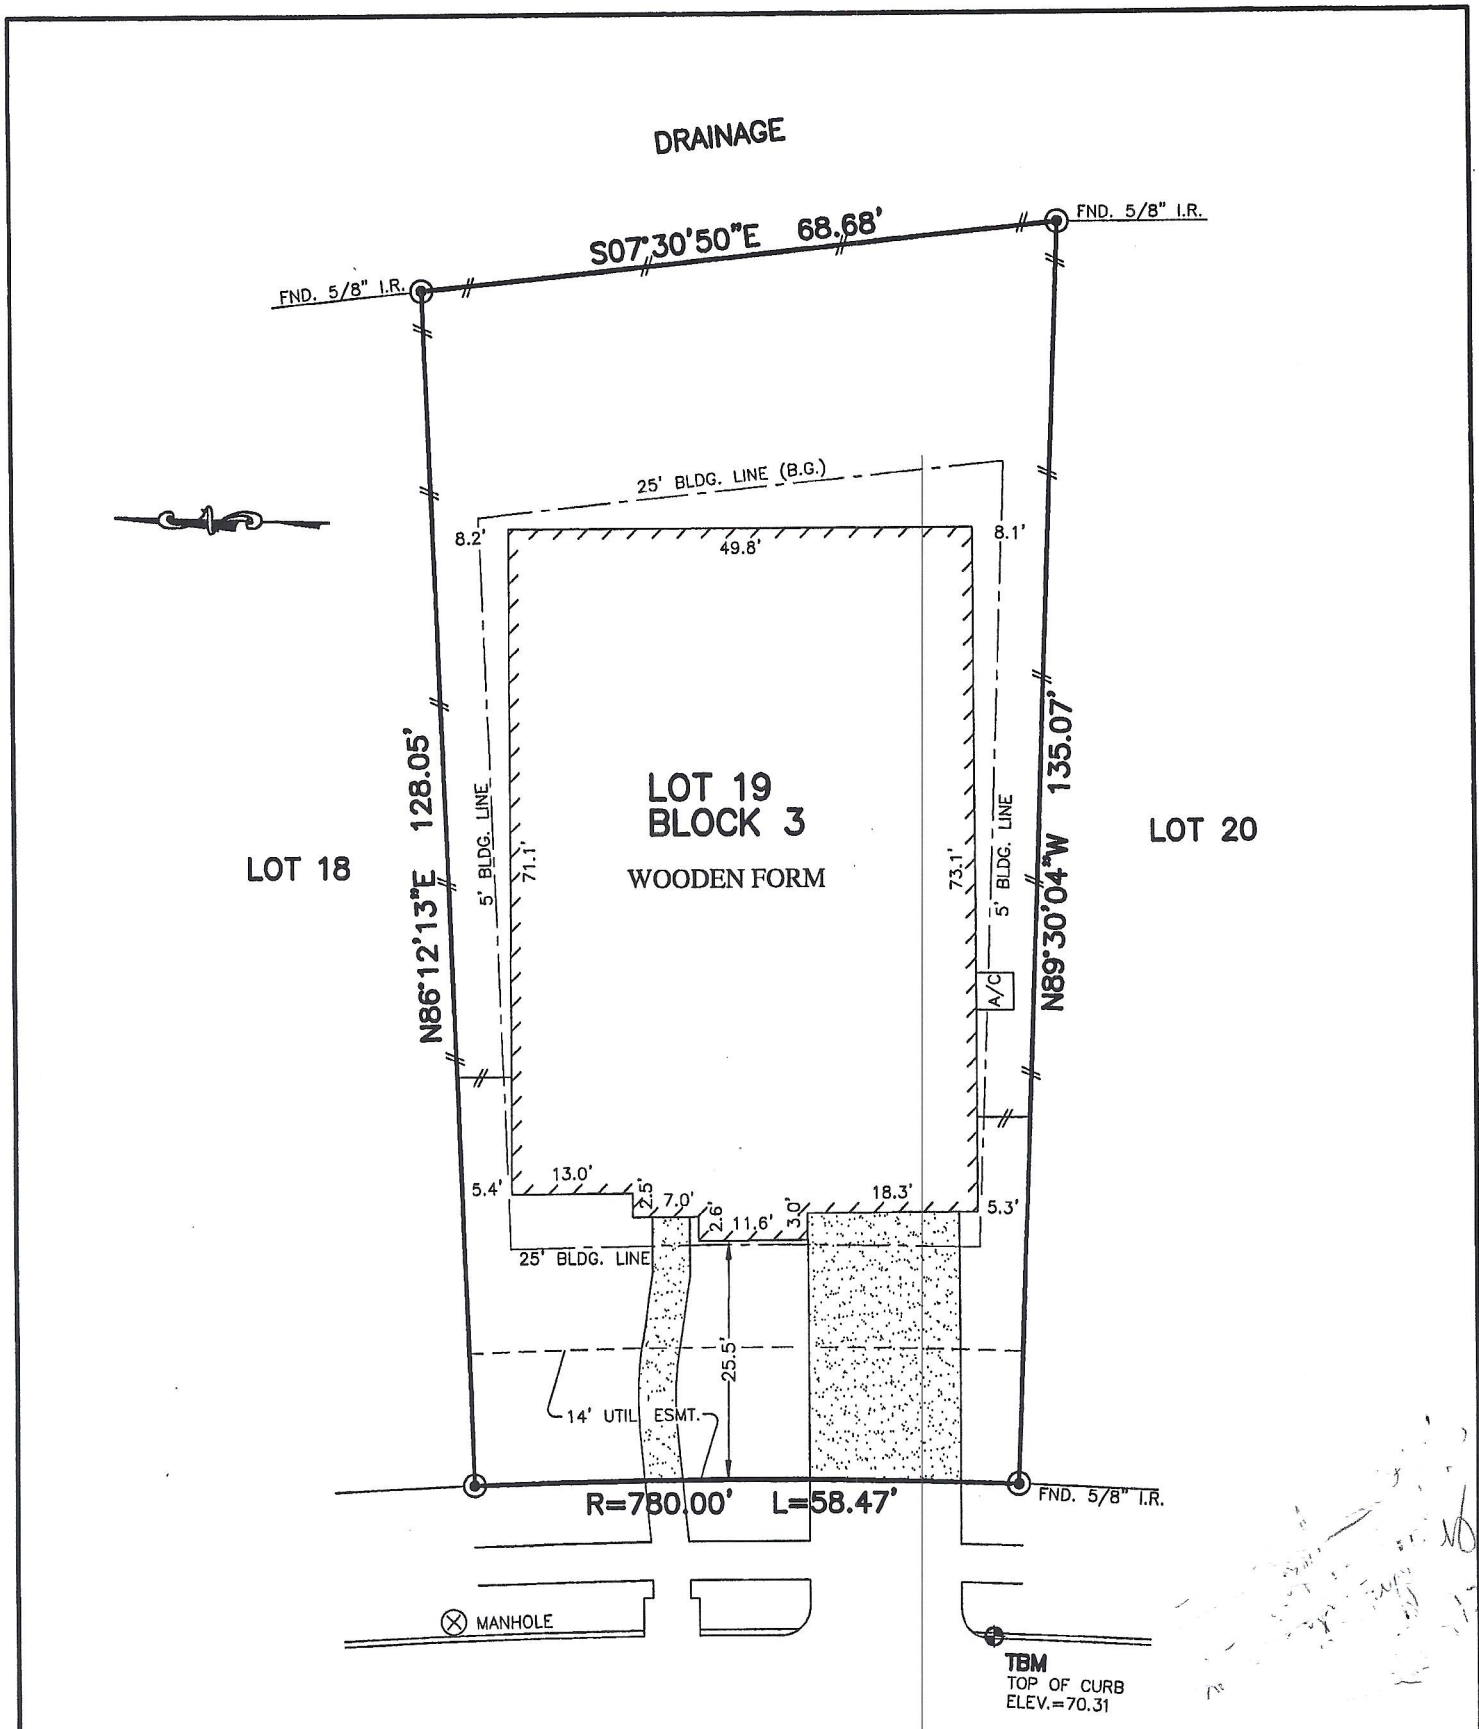 DRAINAGE
FND. 5/8" I.R.
S07°30'50"E 68.68'
FND. 5/8" I.R.
25' BLDG. LINE (B.G.)
8.2'
49.8'
8.1'
N86°12'13"E 128.05'
5' BLDG. LINE
71.1'
LOT 19
BLOCK 3
WOODEN FORM
73.1'
5' BLDG. LINE
N89°30'04"W 135.07'
LOT 18
LOT 20
A/C
5.4'
13.0'
2.5'
7.0'
2.6'
11.6'
3.0'
18.3'
5.3'
25' BLDG. LINE
25.5'
14' UTIL ESMT.
R=780.00' L=58.47'
FND. 5/8" I.R.
MANHOLE
TBM
TOP OF CURB
ELEV.=70.31